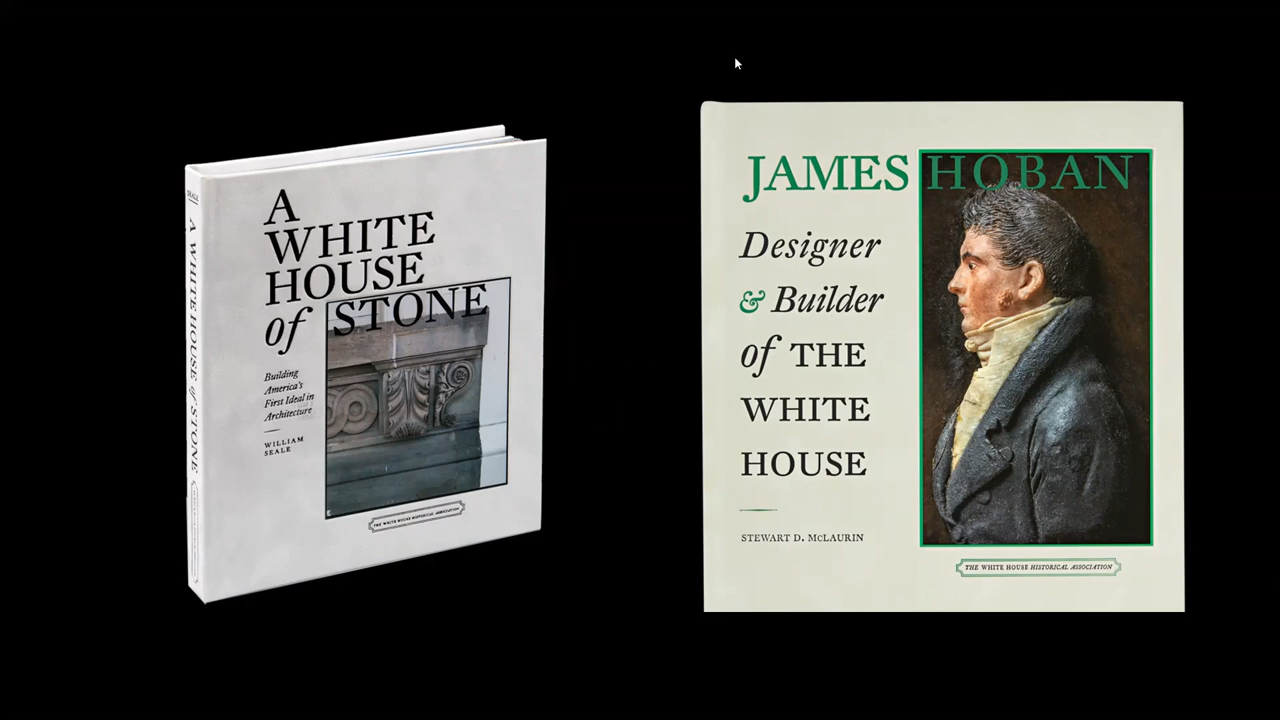 SEALE
A WHITE HOUSE of STONE
A
WHITE
HOUSE
of STONE
Building
America's
First Ideal in
Architecture
WILLIAM
SEALE
THE WHITE HOUSE HISTORICAL ASSOCIATION
JAMES HOBAN
Designer
& Builder
of THE
WHITE
HOUSE
STEWART D. McLAURIN
THE WHITE HOUSE HISTORICAL ASSOCIATION